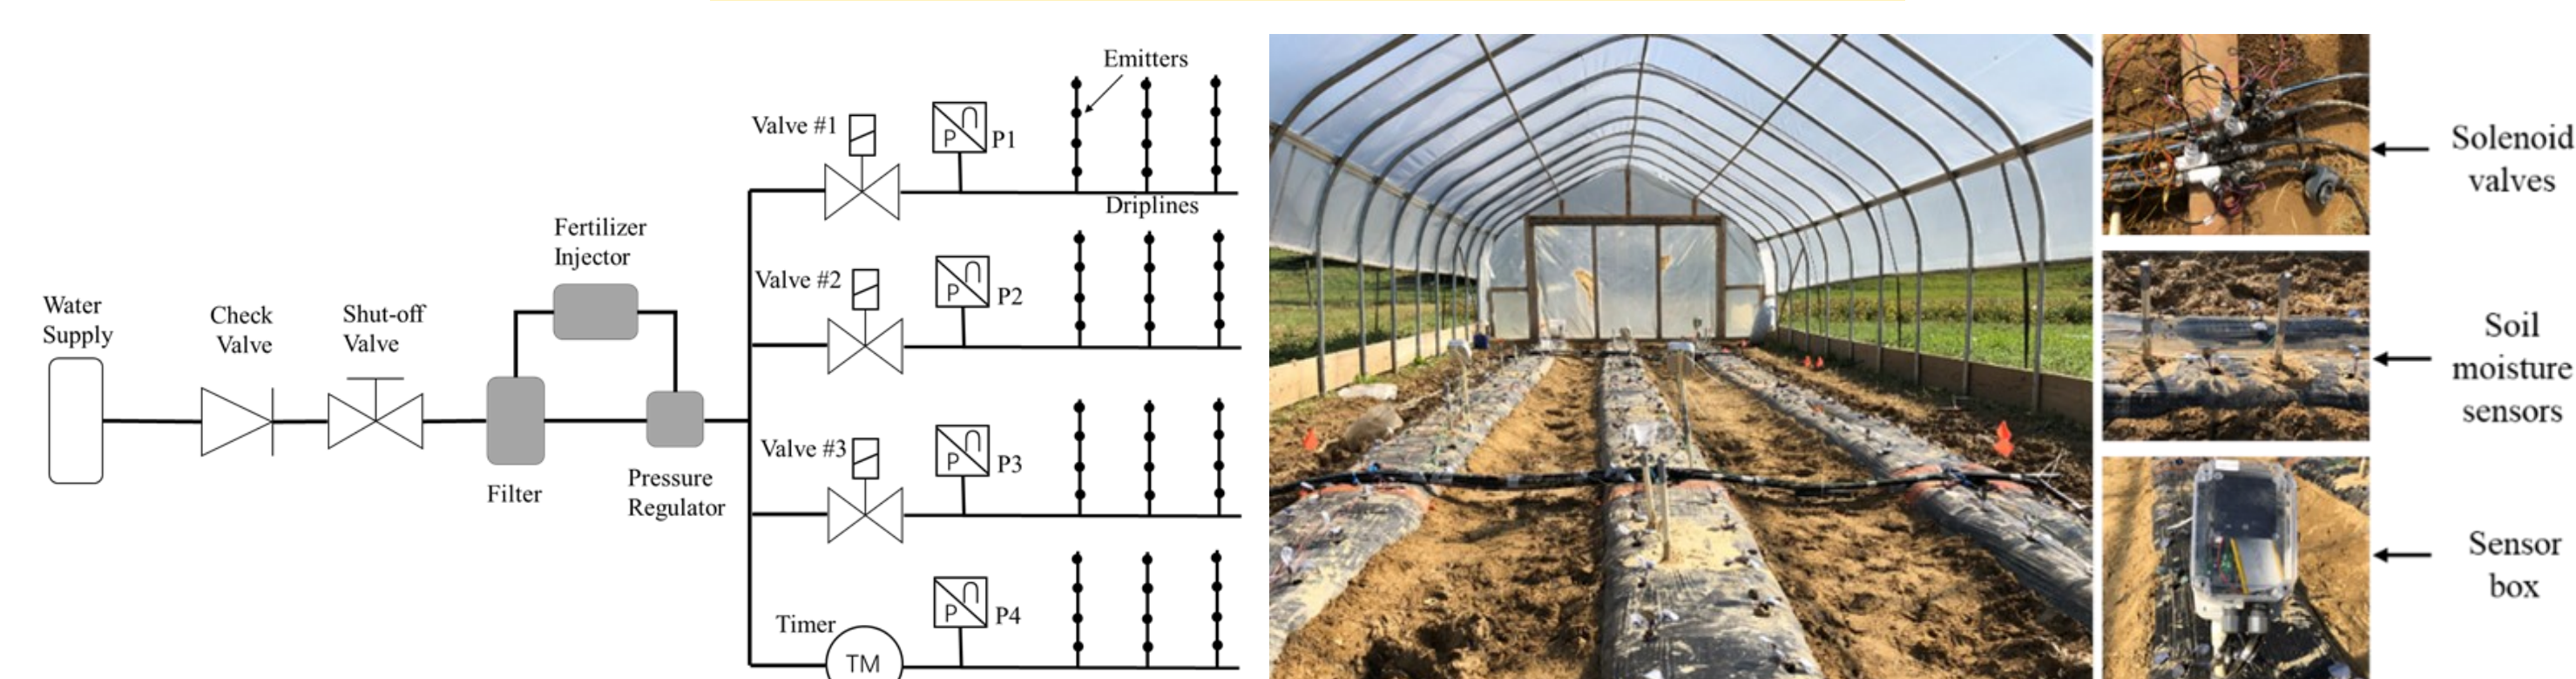 Emitters
Valve #1
P
P1
Driplines
Fertilizer
Injector
Valve #2
P
P2
Water
Supply
Check
Valve
Shut-off
Valve
Valve #3
P
P3
Filter
Pressure
Regulator
Timer
TM
P
P4
Solenoid
valves
Soil
moisture
sensors
Sensor
box